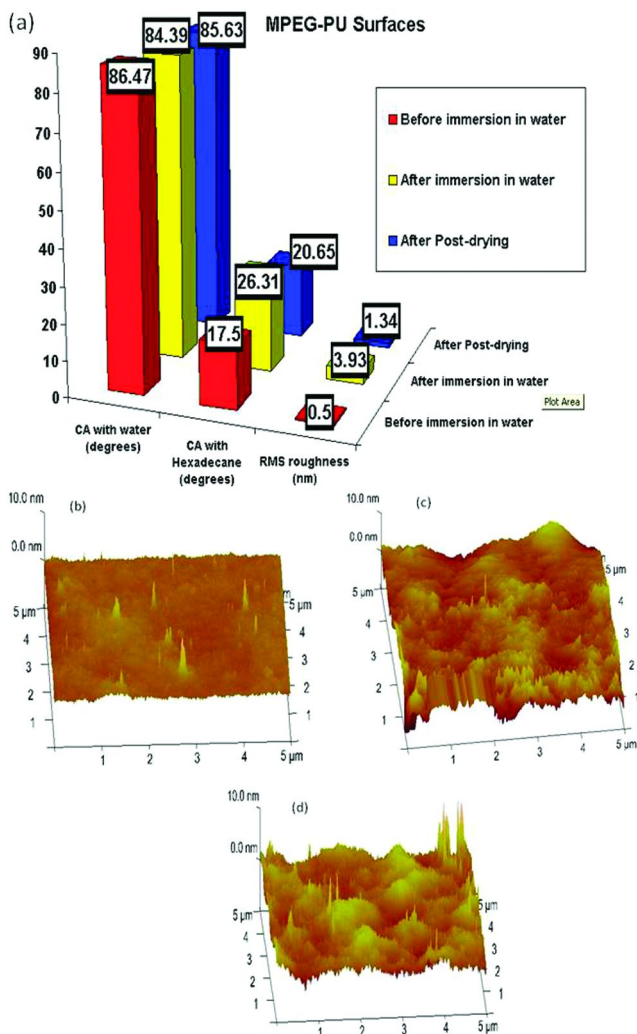 (a)
MPEG-PU Surfaces
90
80
70
60
50
40
30
20
10
0
86.47
84.39
85.63
17.5
26.31
20.65
0.5
3.93
1.34
Before immersion in water
After immersion in water
After Post-drying
After Post-drying
After immersion in water
Before immersion in water
Plot Area
CA with water
(degrees)
CA with
Hexadecane
(degrees)
RMS roughness
(nm)
(b)
10.0 nm
0.0 nm
5 µm
4
3
2
1
1
2
3
4
5 µm
5 µm
4
3
2
1
(c)
10.0 nm
0.0 nm
5 µm
4
3
2
1
1
2
3
4
5 µm
5 µm
4
3
2
1
(d)
10.0 nm
0.0 nm
5 µm
4
3
2
1
1
2
3
4
5 µm
5 µm
4
3
2
1